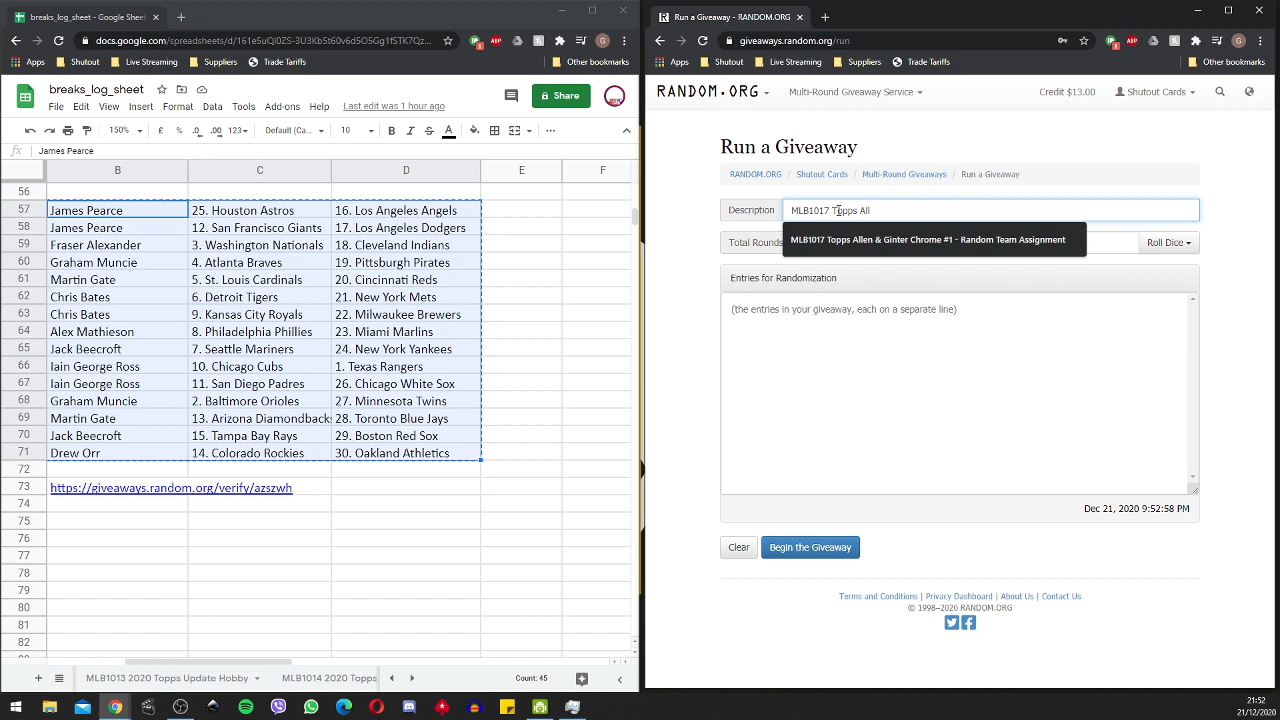 breaks_log_sheet
Run a Giveaway - RANDOM.ORG
docs.google.com/spreadsheets/d/161e5uQI0ZS-3U3Kb5t60v6d5O5Gg1fSTK7Qz...
giveaways.random.org/run
Apps Shutout Live Streaming Suppliers Trade Tariffs Other bookmarks
Apps Shutout Live Streaming Suppliers Trade Tariffs Other bookmarks
breaks_log_sheet
File Edit View Insert Format Data Tools Add-ons Help Last edit was 1 hour ago
Share
150% £ % .0 .00 123 Default (Ca... 10 B I S A
fx James Pearce
B C D E F
56
57 James Pearce 25. Houston Astros 16. Los Angeles Angels
58 James Pearce 12. San Francisco Giants 17. Los Angeles Dodgers
59 Fraser Alexander 3. Washington Nationals 18. Cleveland Indians
60 Graham Muncie 4. Atlanta Braves 19. Pittsburgh Pirates
61 Martin Gate 5. St. Louis Cardinals 20. Cincinnati Reds
62 Chris Bates 6. Detroit Tigers 21. New York Mets
63 Chris Bates 9. Kansas City Royals 22. Milwaukee Brewers
64 Alex Mathieson 8. Philadelphia Phillies 23. Miami Marlins
65 Jack Beecroft 7. Seattle Mariners 24. New York Yankees
66 Iain George Ross 10. Chicago Cubs 1. Texas Rangers
67 Iain George Ross 11. San Diego Padres 26. Chicago White Sox
68 Graham Muncie 2. Baltimore Orioles 27. Minnesota Twins
69 Martin Gate 13. Arizona Diamondbacks 28. Toronto Blue Jays
70 Jack Beecroft 15. Tampa Bay Rays 29. Boston Red Sox
71 Drew Orr 14. Colorado Rockies 30. Oakland Athletics
72
73 https://giveaways.random.org/verify/azszwh
74
75
76
77
78
79
80
81
82
MLB1013 2020 Topps Update Hobby MLB1014 2020 Topps Count: 45
RANDOM.ORG Multi-Round Giveaway Service Credit $13.00 Shutout Cards
Run a Giveaway
RANDOM.ORG / Shutout Cards / Multi-Round Giveaways / Run a Giveaway
Description MLB1017 Topps All
MLB1017 Topps Allen & Ginter Chrome #1 - Random Team Assignment
Total Rounds Roll Dice
Entries for Randomization
(the entries in your giveaway, each on a separate line)
Dec 21, 2020 9:52:58 PM
Clear Begin the Giveaway
Terms and Conditions | Privacy Dashboard | About Us | Contact Us
© 1998–2020 RANDOM.ORG
21:52
21/12/2020